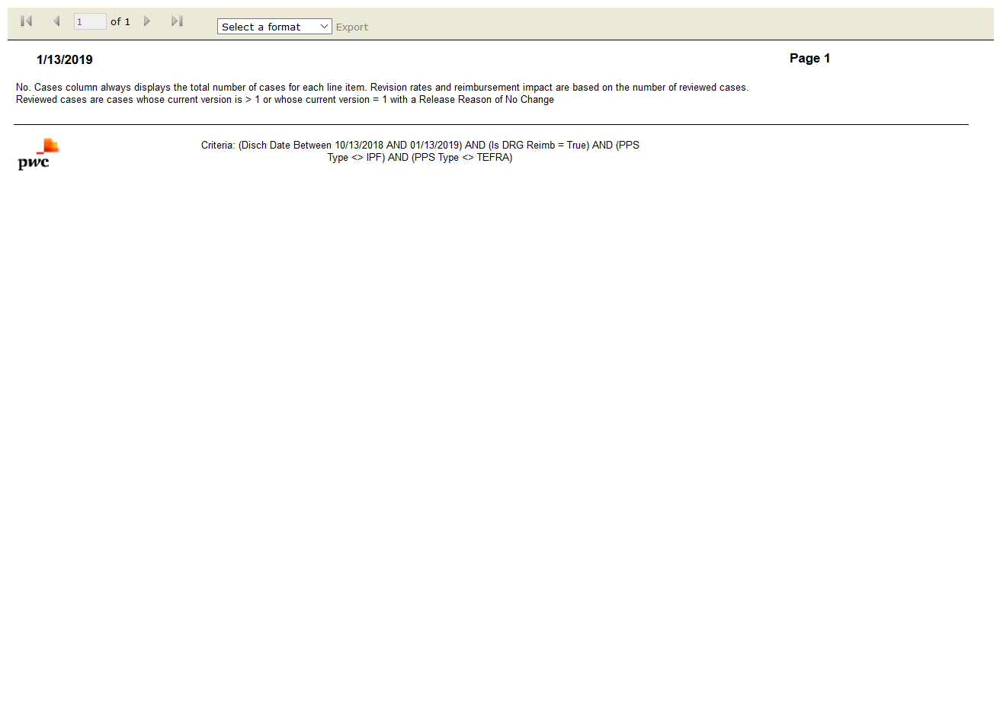 1 of 1 Select a format Export
1/13/2019 Page 1
No. Cases column always displays the total number of cases for each line item. Revision rates and reimbursement impact are based on the number of reviewed cases.
Reviewed cases are cases whose current version is > 1 or whose current version = 1 with a Release Reason of No Change
pwc
Criteria: (Disch Date Between 10/13/2018 AND 01/13/2019) AND (Is DRG Reimb = True) AND (PPS
Type <> IPF) AND (PPS Type <> TEFRA)